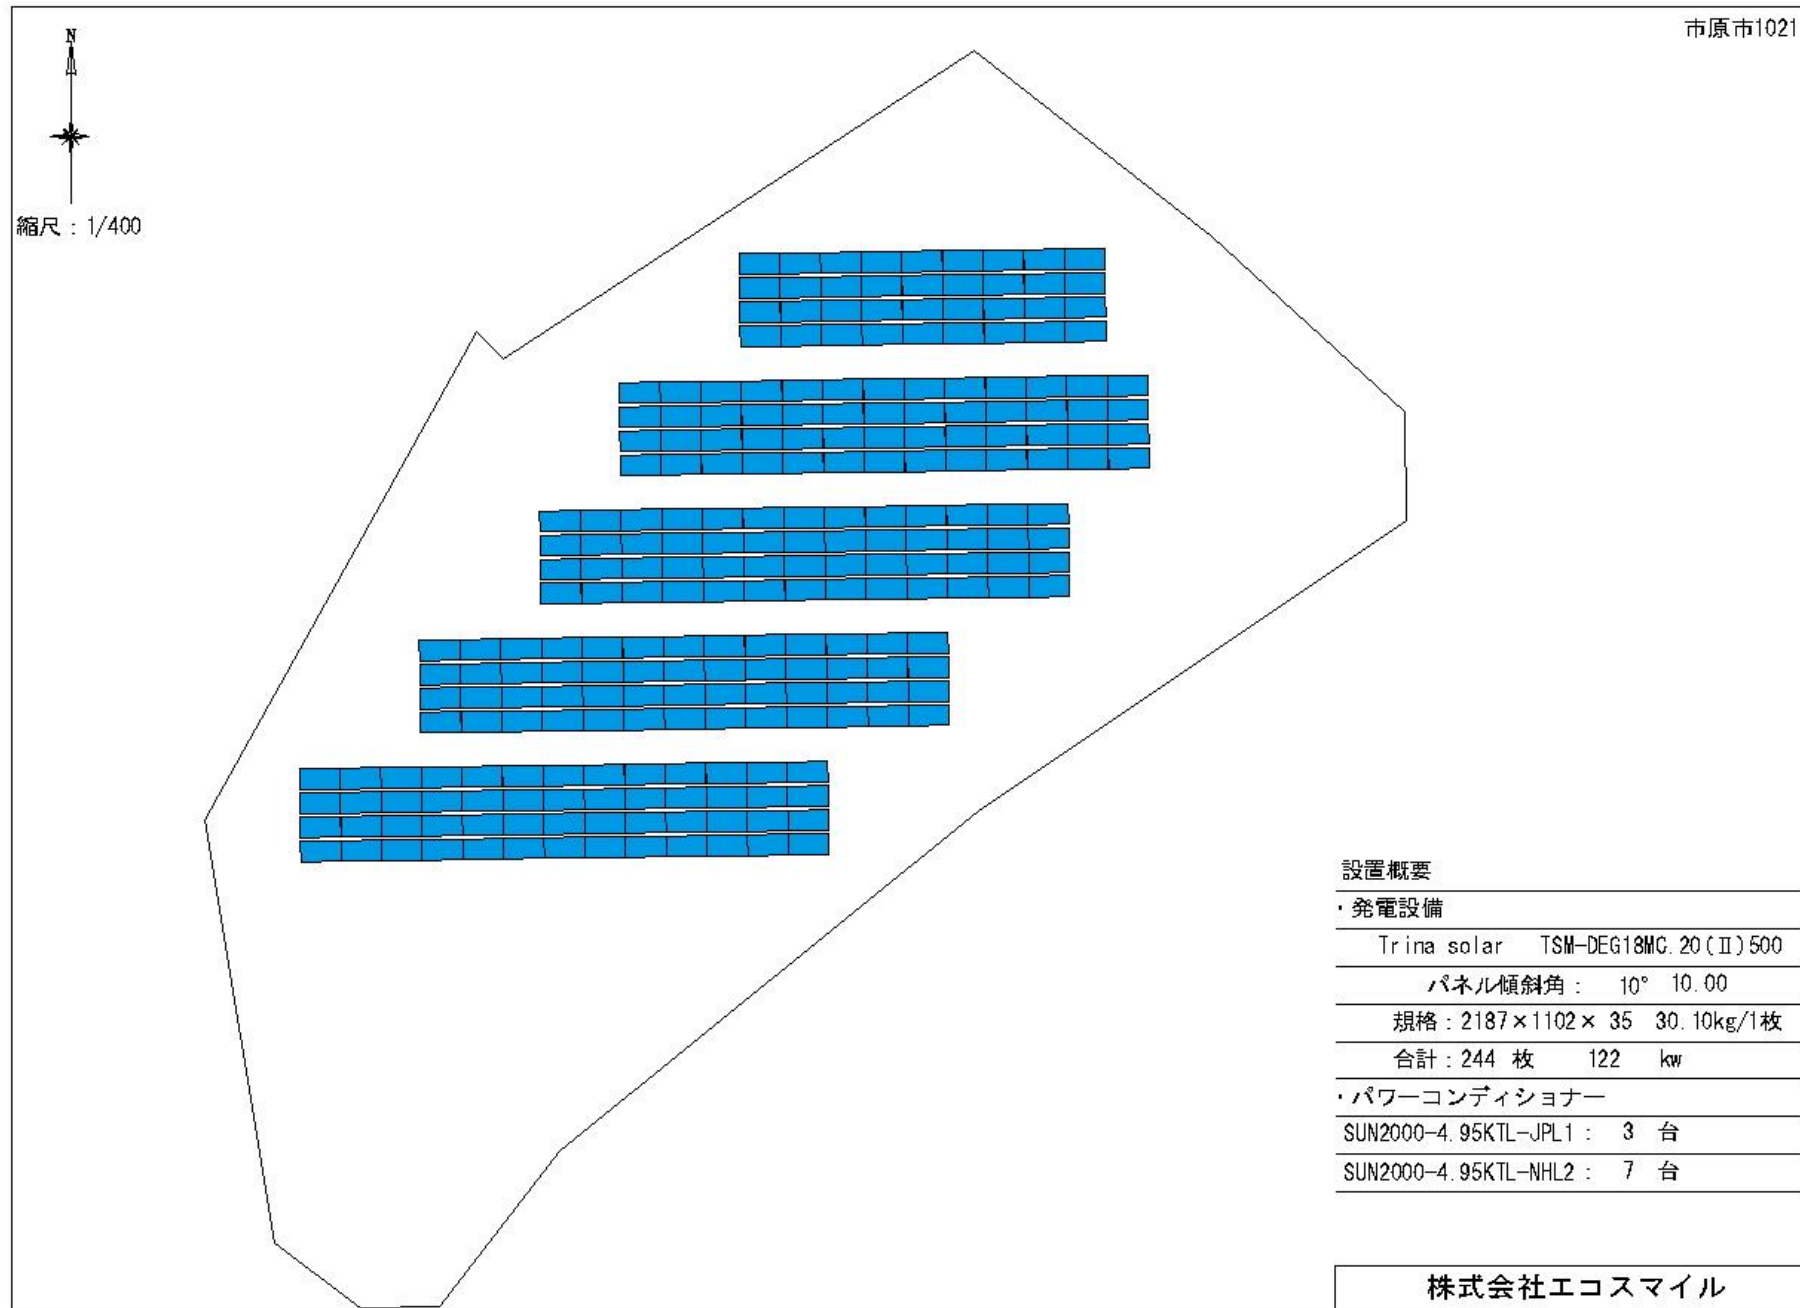 市原市1021
N
縮尺：1/400
設置概要
・発電設備
Trina solar TSM-DEG18MC.20(Ⅱ)500
パネル傾斜角： 10° 10.00
規格：2187×1102× 35 30.10kg/1枚
合計：244 枚 122 kw
・パワーコンディショナー
SUN2000-4.95KTL-JPL1： 3 台
SUN2000-4.95KTL-NHL2： 7 台
株式会社エコスマイル